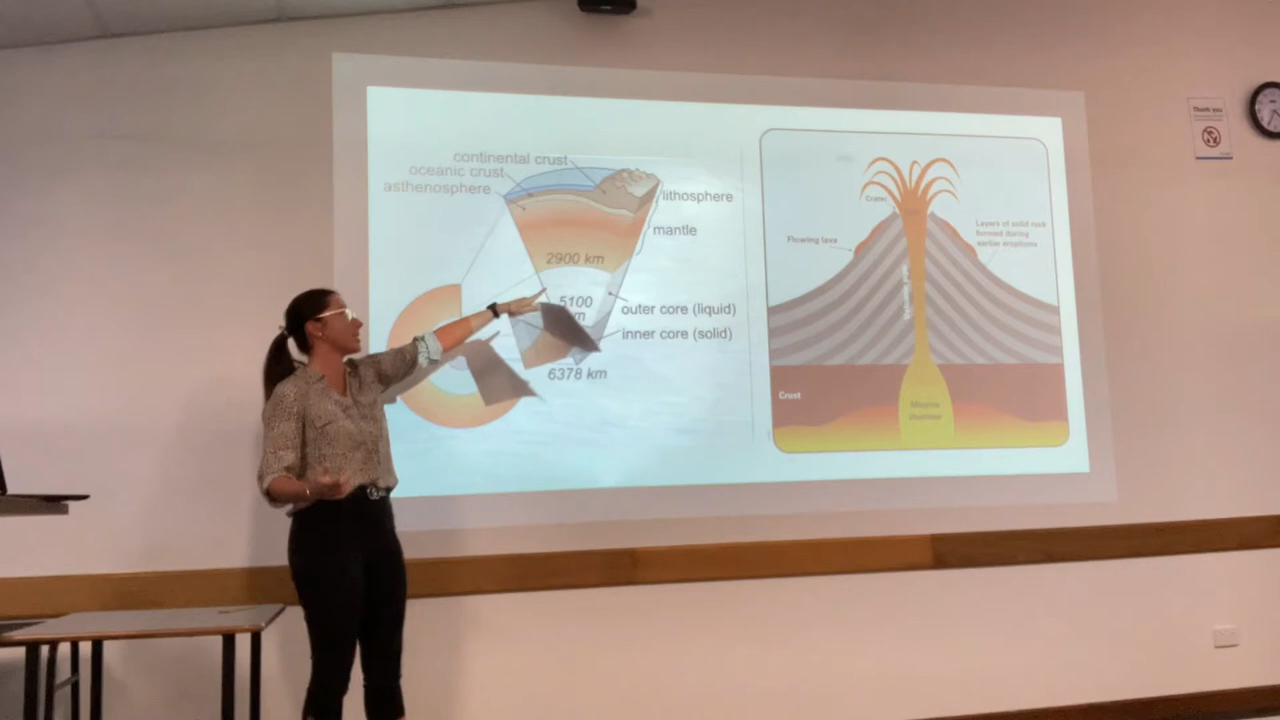 continental crust
oceanic crust
asthenosphere
lithosphere
mantle
2900 km
5100
outer core (liquid)
inner core (solid)
6378 km
Crater
Flowing lava
Layers of solid rock
formed during
earlier eruptions
Crust
Magma
chamber
Thank you